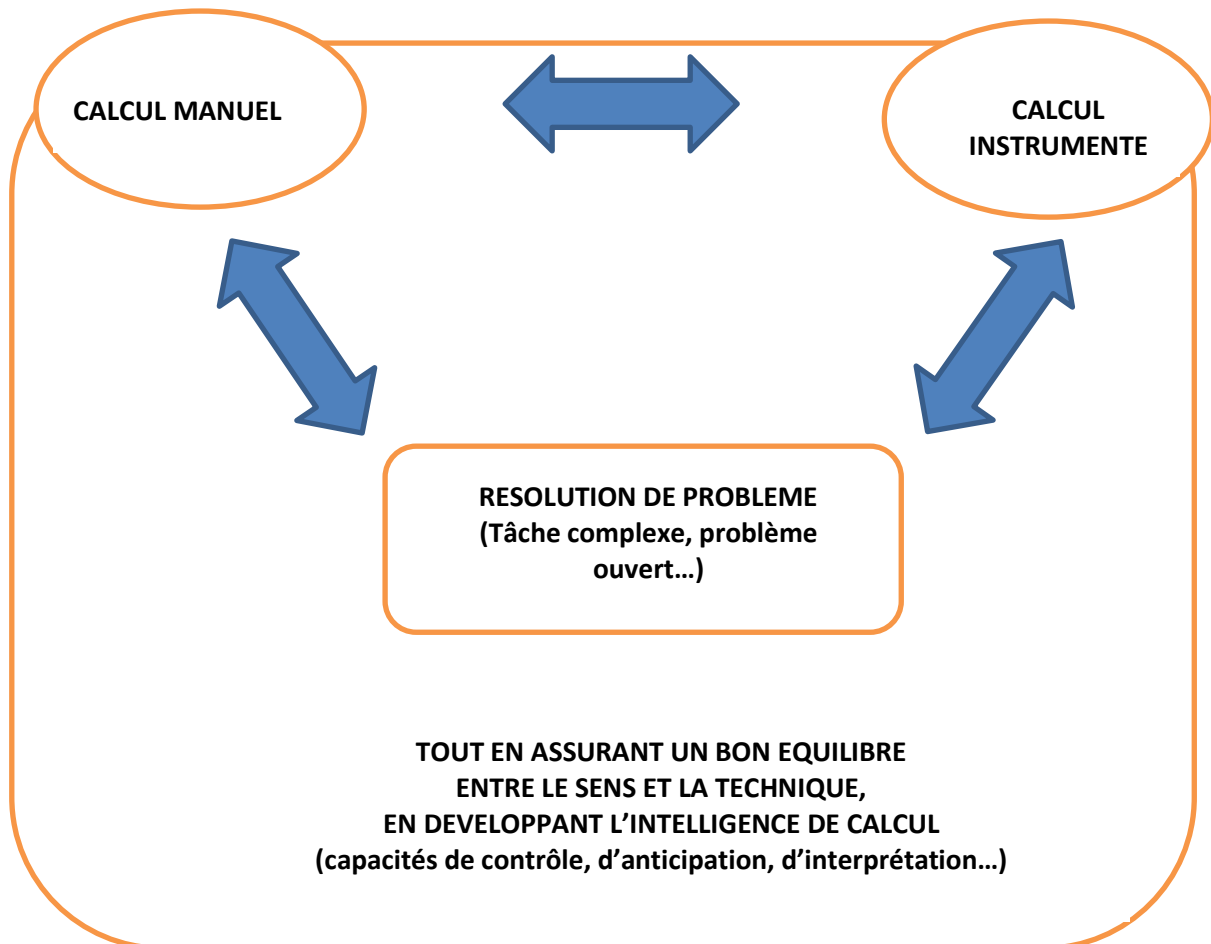 CALCUL MANUEL
CALCUL
INSTRUMENTE
RESOLUTION DE PROBLEME
(Tâche complexe, problème
ouvert…)
TOUT EN ASSURANT UN BON EQUILIBRE
ENTRE LE SENS ET LA TECHNIQUE,
EN DEVELOPPANT L’INTELLIGENCE DE CALCUL
(capacités de contrôle, d’anticipation, d’interprétation…)